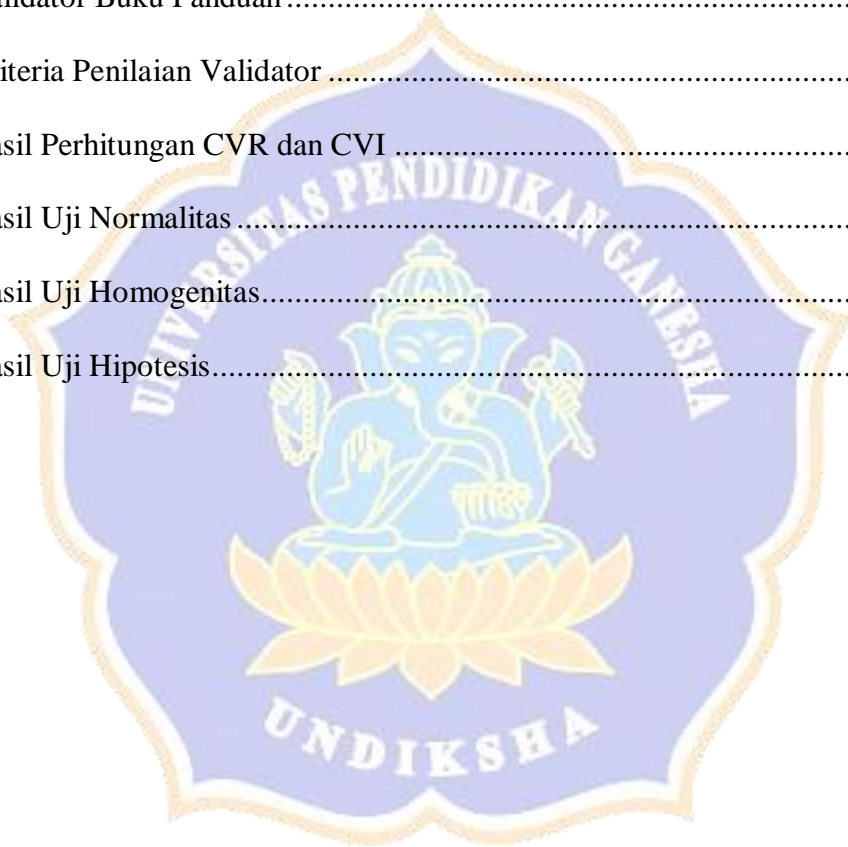 alidator Buku Panduan....................................................................
iteria Penilaian Validator ...............................................................
asil Perhitungan CVR dan CVI .......................................................
asil Uji Normalitas ...........................................................................
asil Uji Homogenitas........................................................................
asil Uji Hipotesis..............................................................................
UNIVERSITAS PENDIDIKAN GANESHA
UNDIKSHA